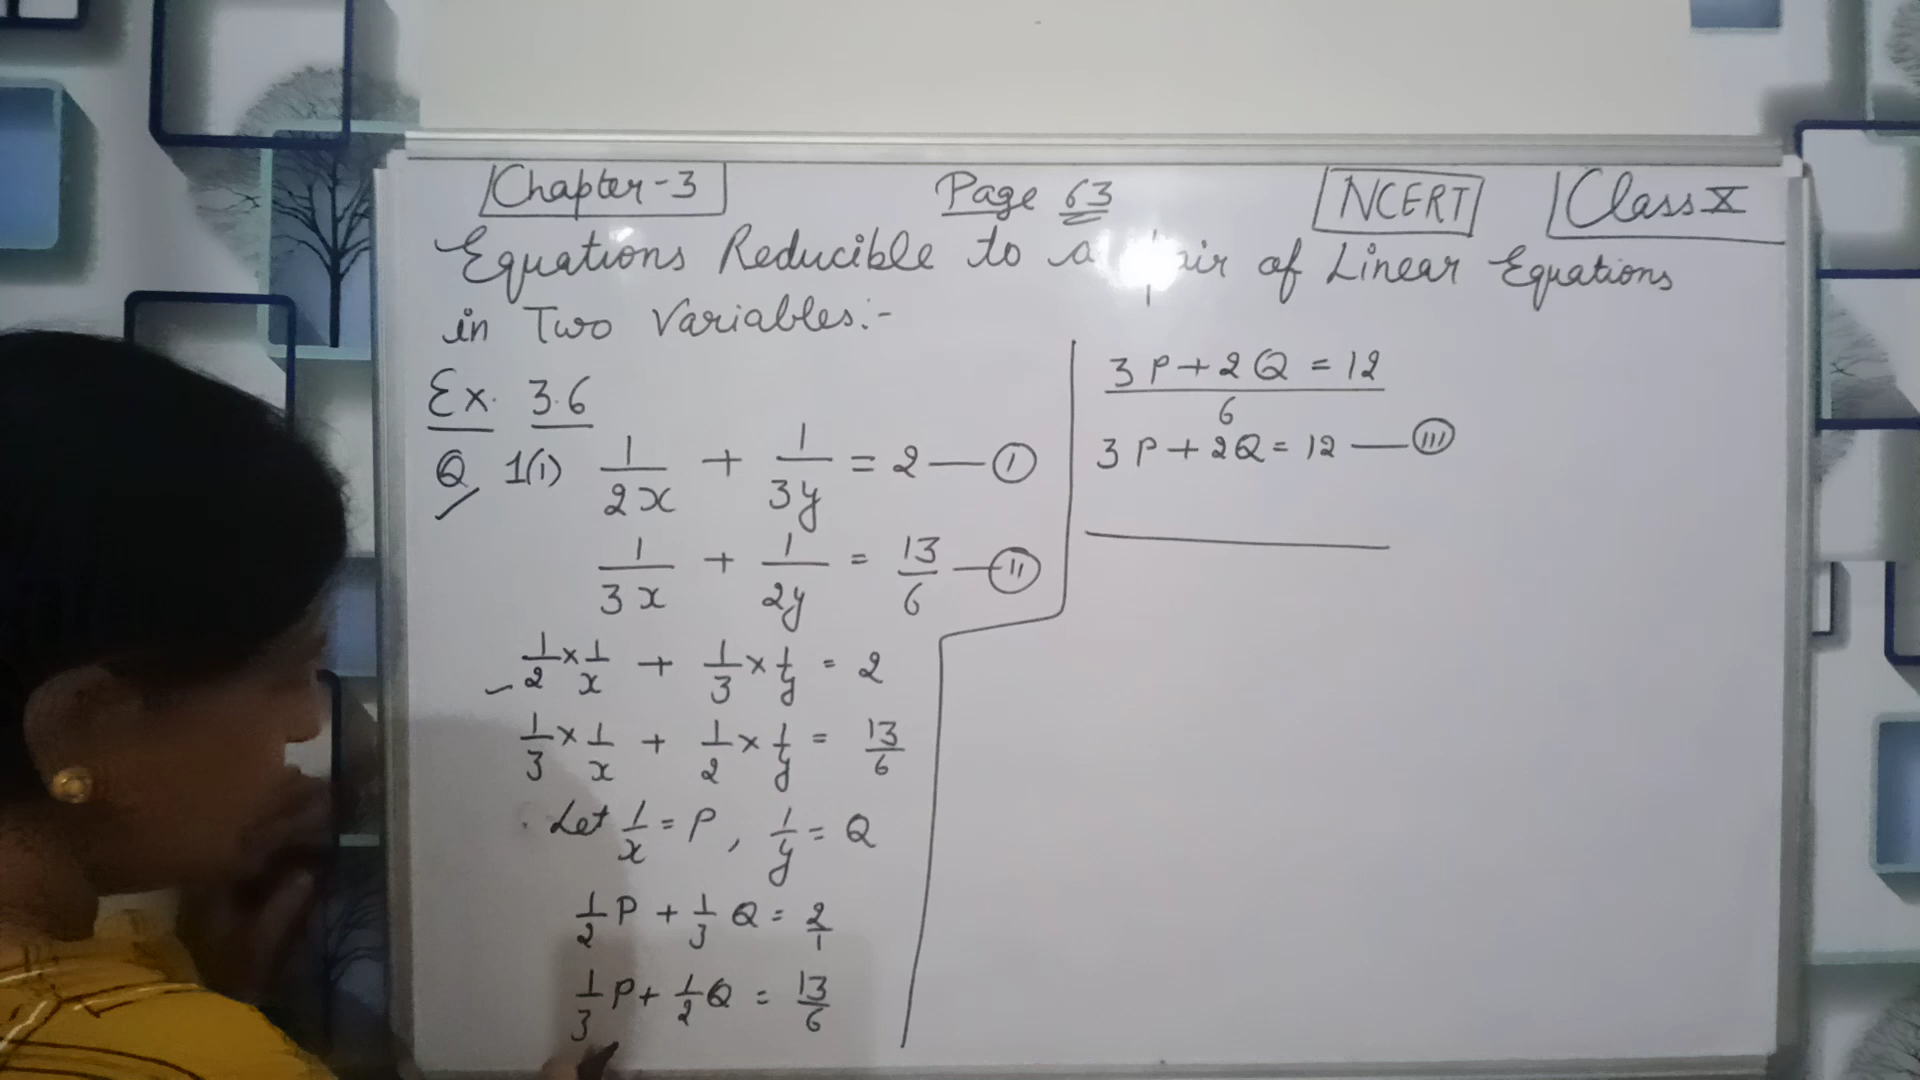 Chapter-3 Page 63 NCERT Class X
Equations Reducible to a of Linear Equations
in Two Variables:-
Ex. 3.6
Q 1(i) 1/2x + 1/3y = 2 — (I)
1/3x + 1/2y = 13/6 — (II)
1/2 × 1/x + 1/3 × 1/y = 2
1/3 × 1/x + 1/2 × 1/y = 13/6
Let 1/x = P, 1/y = Q
1/2 P + 1/3 Q = 2/1
1/3 P + 1/2 Q = 13/6
3P + 2Q = 12
6
3P + 2Q = 12 — (III)